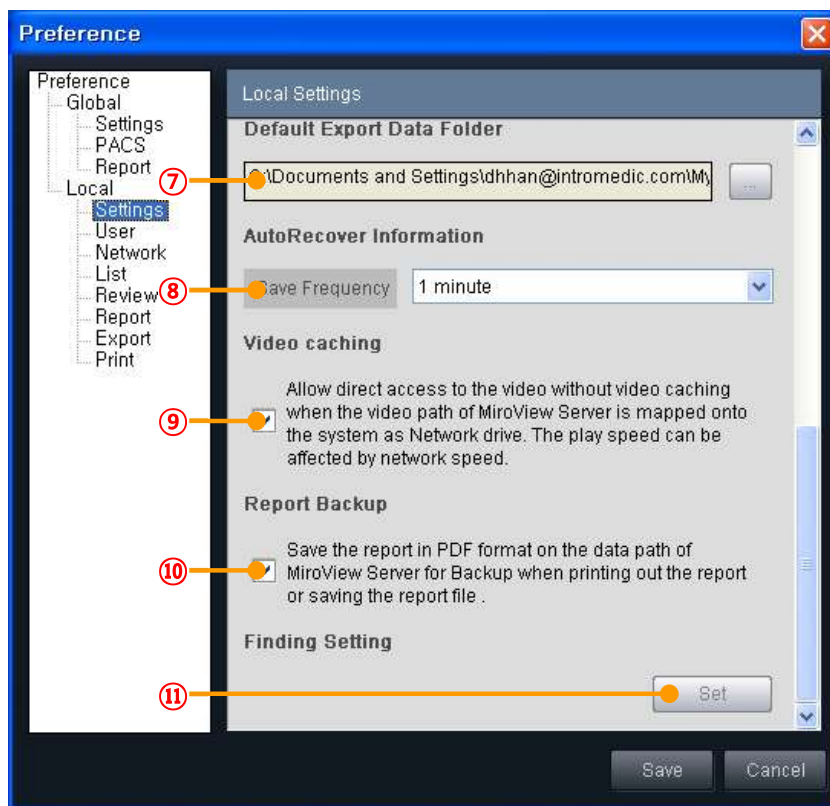 Preference
Preference
Global
Settings
PACS
Report
Local
Settings
User
Network
List
Review
Report
Export
Print
Local Settings
Default Export Data Folder
⑦
:\Documents and Settings\dhhan@intromedic.com\My
...
AutoRecover Information
⑧
Save Frequency
1 minute
Video caching
⑨
Allow direct access to the video without video caching
when the video path of MiroView Server is mapped onto
the system as Network drive. The play speed can be
affected by network speed.
Report Backup
⑩
Save the report in PDF format on the data path of
MiroView Server for Backup when printing out the report
or saving the report file .
Finding Setting
⑪
Set
Save
Cancel